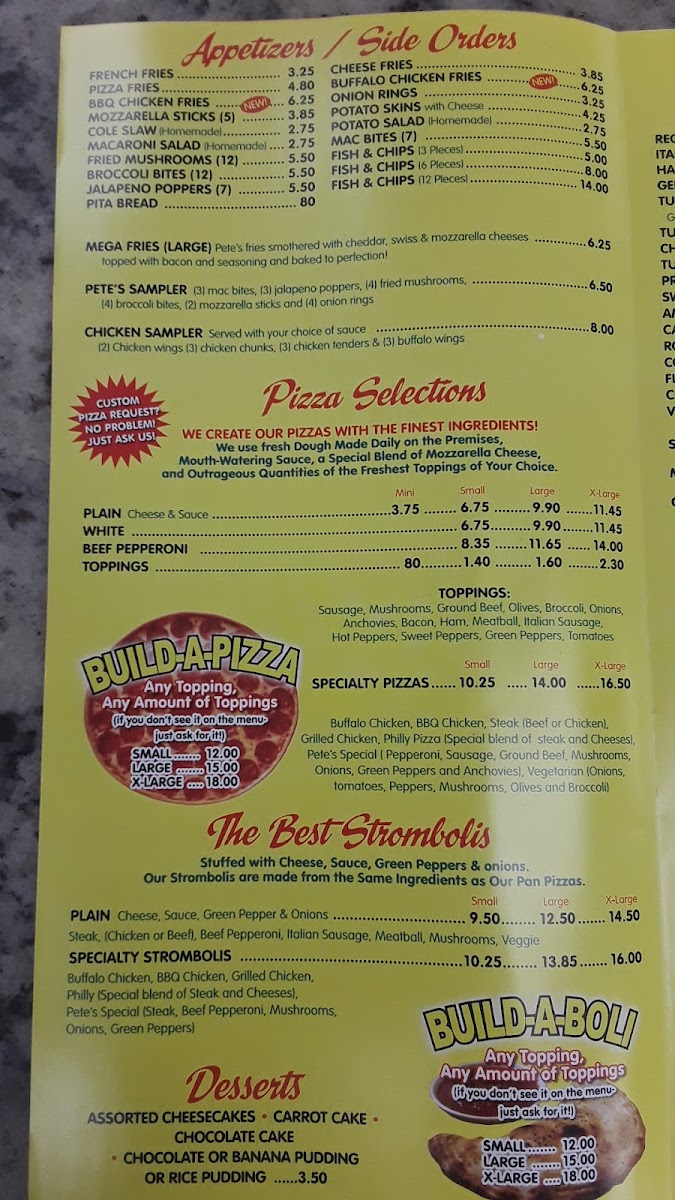 Appetizers / Side Orders
FRENCH FRIES ........ 3.25
PIZZA FRIES ........ 4.80
BBQ CHICKEN FRIES ........ NEW! ... 6.25
MOZZARELLA STICKS (5) ........ 3.85
COLE SLAW (Homemade) ........ 2.75
MACARONI SALAD (Homemade) .... 2.75
FRIED MUSHROOMS (12) ........ 5.50
BROCCOLI BITES (12) ........ 5.50
JALAPENO POPPERS (7) ........ 5.50
PITA BREAD ........ 80
CHEESE FRIES ........ 3.85
BUFFALO CHICKEN FRIES ........ NEW! ... 6.25
ONION RINGS ........ 3.25
POTATO SKINS with Cheese ........ 4.25
POTATO SALAD (Homemade) ........ 2.75
MAC BITES (7) ........ 5.50
FISH & CHIPS (3 Pieces) ........ 5.00
FISH & CHIPS (6 Pieces) ........ 8.00
FISH & CHIPS (12 Pieces) ........ 14.00
MEGA FRIES (LARGE) Pete's fries smothered with cheddar, swiss & mozzarella cheeses ........ 6.25
topped with bacon and seasoning and baked to perfection!
PETE'S SAMPLER (3) mac bites, (3) jalapeno poppers, (4) fried mushrooms, ........ 6.50
(4) broccoli bites, (2) mozzarella sticks and (4) onion rings
CHICKEN SAMPLER Served with your choice of sauce ........ 8.00
(2) Chicken wings (3) chicken chunks, (3) chicken tenders & (3) buffalo wings
CUSTOM
PIZZA REQUEST?
NO PROBLEM!
JUST ASK US!
Pizza Selections
WE CREATE OUR PIZZAS WITH THE FINEST INGREDIENTS!
We use fresh Dough Made Daily on the Premises,
Mouth-Watering Sauce, a Special Blend of Mozzarella Cheese,
and Outrageous Quantities of the Freshest Toppings of Your Choice.
Mini Small Large X-Large
PLAIN Cheese & Sauce ........ 3.75 ........ 6.75 ........ 9.90 ...... 11.45
WHITE ........ 6.75 ........ 9.90 ...... 11.45
BEEF PEPPERONI ........ 8.35 ...... 11.65 ...... 14.00
TOPPINGS ........ 80 ........ 1.40 ........ 1.60 ....... 2.30
TOPPINGS:
Sausage, Mushrooms, Ground Beef, Olives, Broccoli, Onions,
Anchovies, Bacon, Ham, Meatball, Italian Sausage,
Hot Peppers, Sweet Peppers, Green Peppers, Tomatoes
BUILD-A-PIZZA
Any Topping,
Any Amount of Toppings
(if you don't see it on the menu-
just ask for it!)
SMALL....... 12.00
LARGE ....... 15.00
X-LARGE .... 18.00
Small Large X-Large
SPECIALTY PIZZAS ...... 10.25 ..... 14.00 ...... 16.50
Buffalo Chicken, BBQ Chicken, Steak (Beef or Chicken),
Grilled Chicken, Philly Pizza (Special blend of steak and Cheeses),
Pete's Special ( Pepperoni, Sausage, Ground Beef, Mushrooms,
Onions, Green Peppers and Anchovies), Vegetarian (Onions,
tomatoes, Peppers, Mushrooms, Olives and Broccoli)
The Best Strombolis
Stuffed with Cheese, Sauce, Green Peppers & onions.
Our Strombolis are made from the Same Ingredients as Our Pan Pizzas.
Small Large X-Large
PLAIN Cheese, Sauce, Green Pepper & Onions ........ 9.50........ 12.50 ....... 14.50
Steak, (Chicken or Beef), Beef Pepperoni, Italian Sausage, Meatball, Mushrooms, Veggie
SPECIALTY STROMBOLIS ........ 10.25........ 13.85 ...... 16.00
Buffalo Chicken, BBQ Chicken, Grilled Chicken,
Philly (Special blend of Steak and Cheeses),
Pete's Special (Steak, Beef Pepperoni, Mushrooms,
Onions, Green Peppers)
BUILD-A-BOLI
Any Topping,
Any Amount of Toppings
(if you don't see it on the menu-
just ask for it!)
SMALL....... 12.00
LARGE ....... 15.00
X-LARGE .... 18.00
Desserts
ASSORTED CHEESECAKES • CARROT CAKE •
CHOCOLATE CAKE
• CHOCOLATE OR BANANA PUDDING
OR RICE PUDDING ......3.50